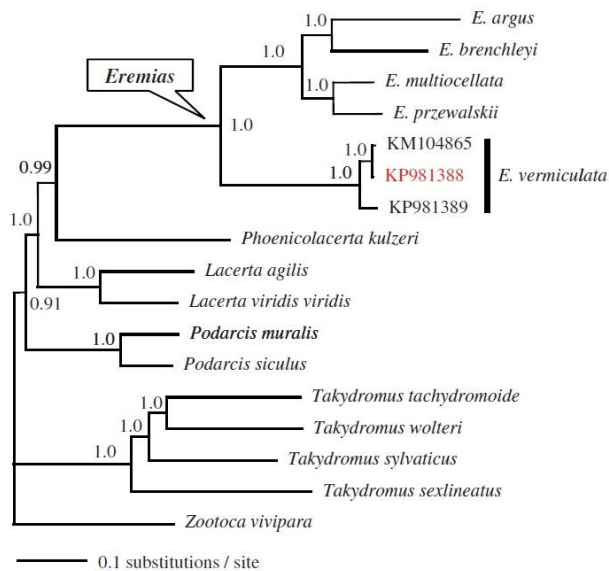 E. argus
1.0
1.0
E. brenchleyi
Eremias
E. multiocellata
1.0
E. przewalskii
1.0
KM104865
1.0
0.99
1.0
KP981388
E. vermiculata
KP981389
1.0
Phoenicolacerta kulzeri
Lacerta agilis
1.0
0.91
Lacerta viridis viridis
Podarcis muralis
1.0
Podarcis siculus
Takydromus tachydromoide
1.0
Takydromus wolteri
1.0
1.0
Takydromus sylvaticus
Takydromus sexlineatus
Zootoca vivipara
0.1 substitutions / site